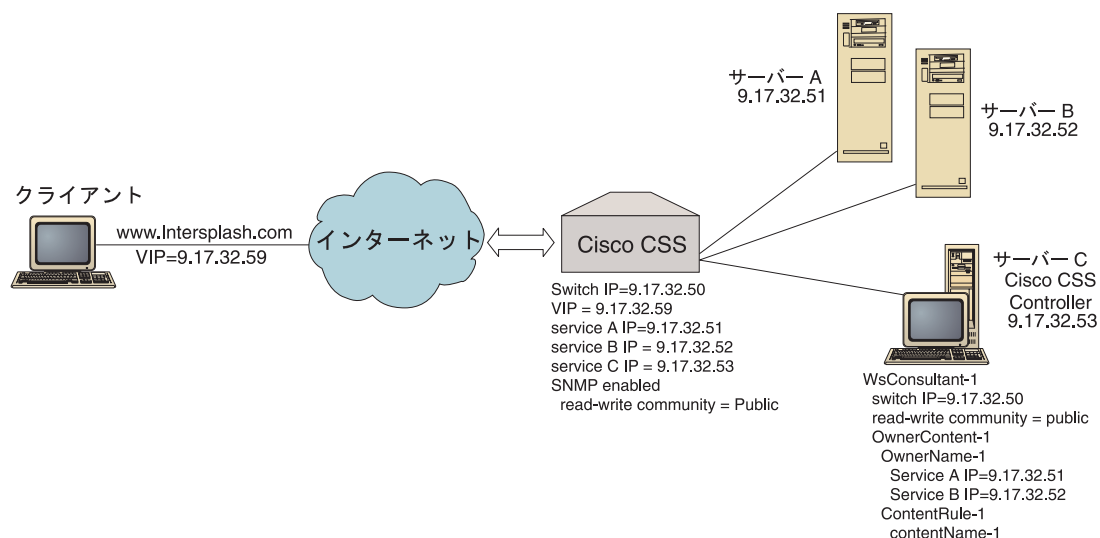 クライアント
www.Intersplash.com
VIP=9.17.32.59
インターネット
Cisco CSS
Switch IP=9.17.32.50
VIP = 9.17.32.59
service A IP=9.17.32.51
service B IP = 9.17.32.52
service C IP = 9.17.32.53
SNMP enabled
read-write community = Public
サーバー A
9.17.32.51
サーバー B
9.17.32.52
サーバー C
Cisco CSS
Controller
9.17.32.53
WsConsultant-1
switch IP=9.17.32.50
read-write community = public
OwnerContent-1
OwnerName-1
Service A IP=9.17.32.51
Service B IP=9.17.32.52
ContentRule-1
contentName-1